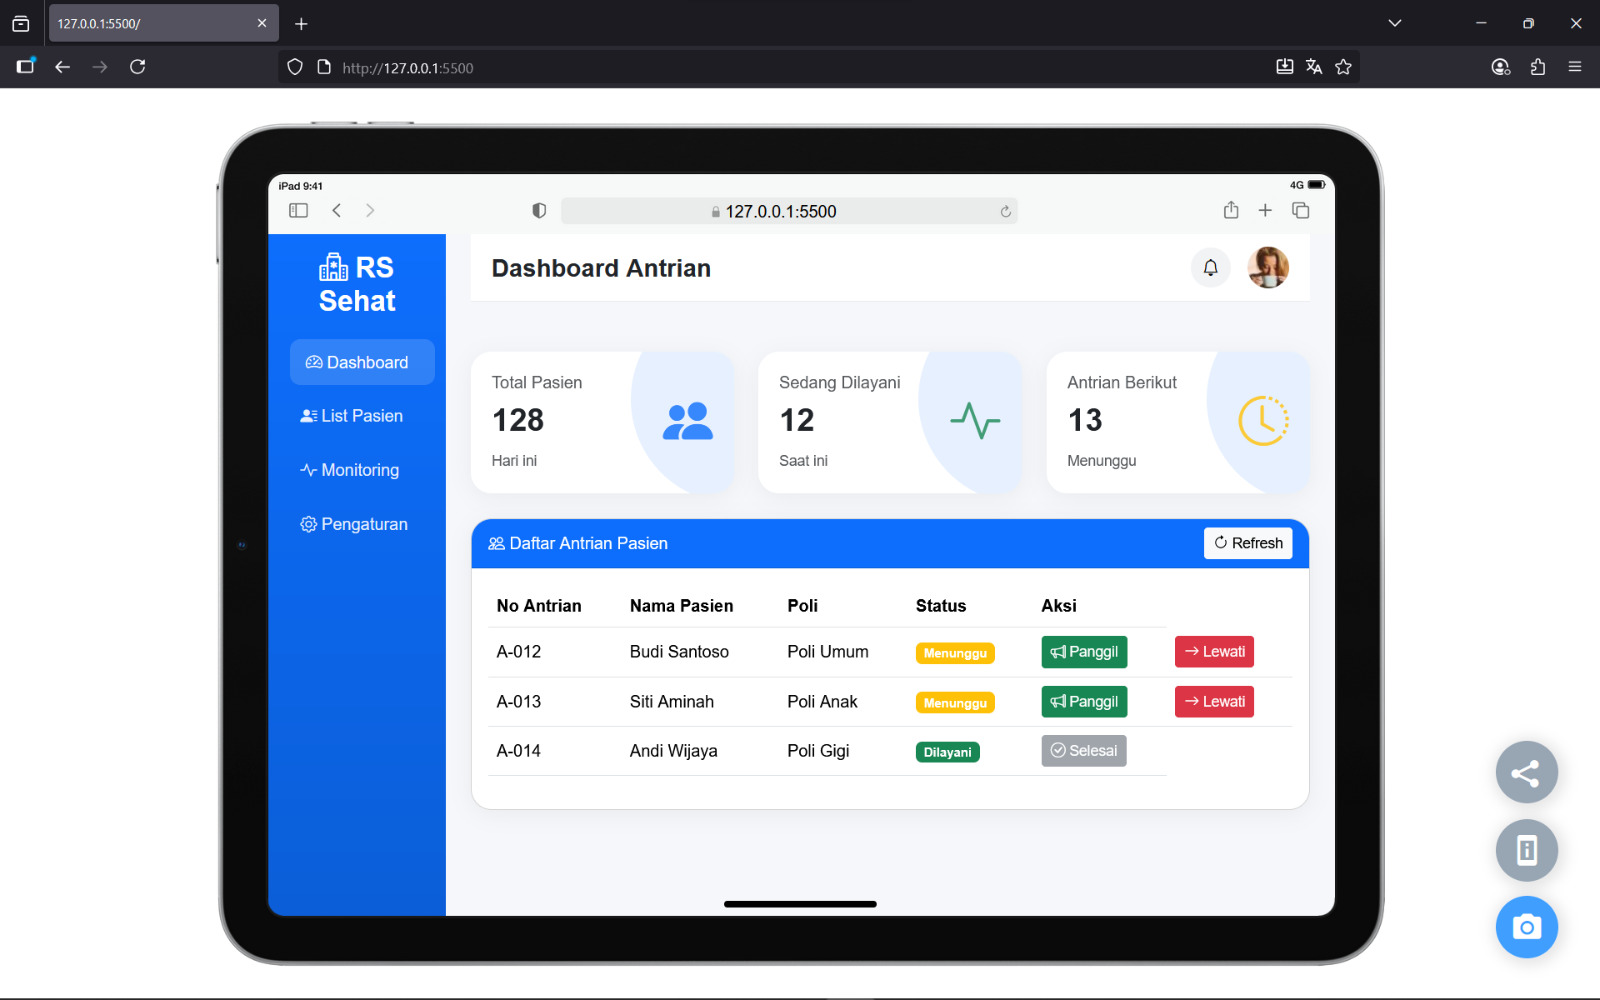 127.0.0.1:5500/
http://127.0.0.1:5500
iPad 9:41
4G
127.0.0.1:5500
RS
Sehat
Dashboard
List Pasien
Monitoring
Pengaturan
Dashboard Antrian
Total Pasien
128
Hari ini
Sedang Dilayani
12
Saat ini
Antrian Berikut
13
Menunggu
Daftar Antrian Pasien
Refresh
No Antrian Nama Pasien Poli Status Aksi
A-012 Budi Santoso Poli Umum Menunggu Panggil Lewati
A-013 Siti Aminah Poli Anak Menunggu Panggil Lewati
A-014 Andi Wijaya Poli Gigi Dilayani Selesai